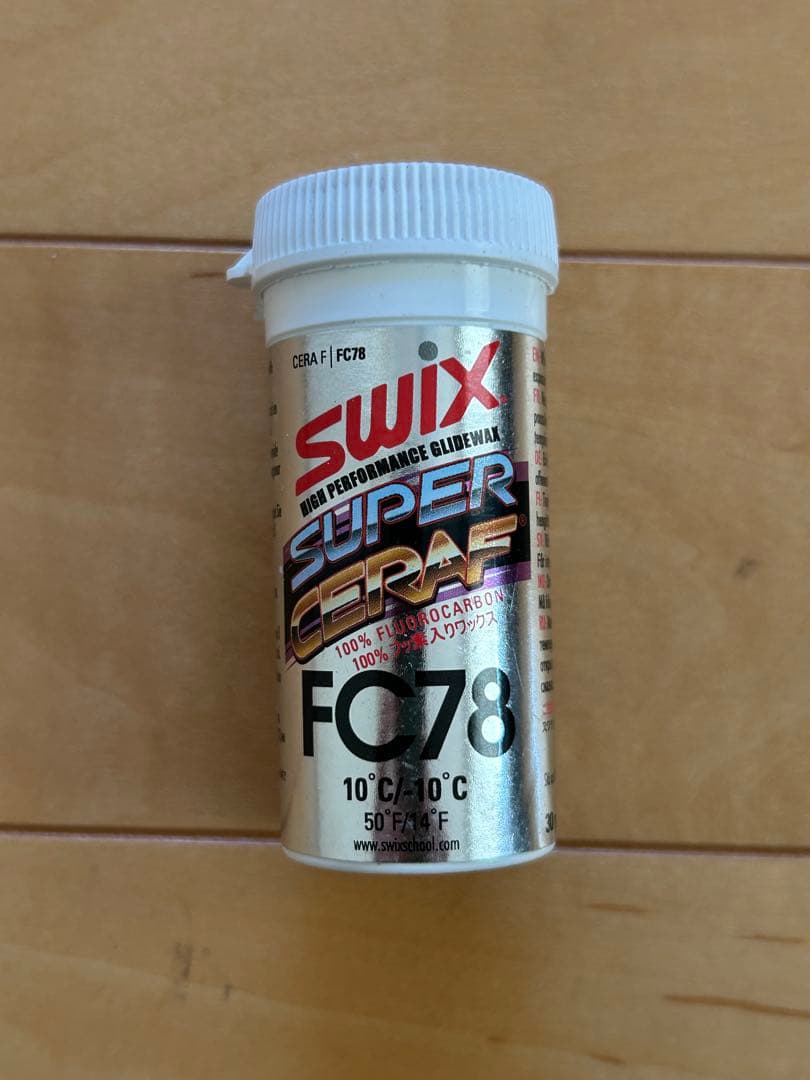 CERA F | FC78
SWIX
HIGH PERFORMANCE GLIDEWAX
SUPER
CERAF®
100% FLUOROCARBON
100% フッ素入りワックス
FC78
10°C/-10°C
50°F/14°F
www.swixschool.com
30